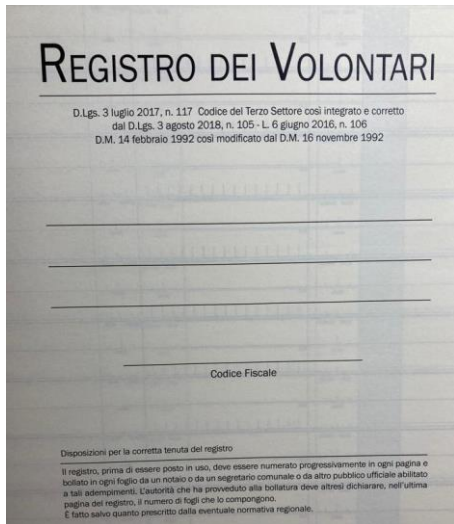 REGISTRO DEI VOLONTARI
D.Lgs. 3 luglio 2017, n. 117 Codice del Terzo Settore così integrato e corretto
dal D.Lgs. 3 agosto 2018, n. 105 - L. 6 giugno 2016, n. 106
D.M. 14 febbraio 1992 così modificato dal D.M. 16 novembre 1992
Codice Fiscale
Disposizioni per la corretta tenuta del registro
Il registro, prima di essere posto in uso, deve essere numerato progressivamente in ogni pagina e
bollato in ogni foglio da un notaio o da un segretario comunale o da altro pubblico ufficiale abilitato
a tali adempimenti. L'autorità che ha provveduto alla bollatura deve altresì dichiarare, nell'ultima
pagina del registro, il numero di fogli che lo compongono.
È fatto salvo quanto prescritto dalla eventuale normativa regionale.